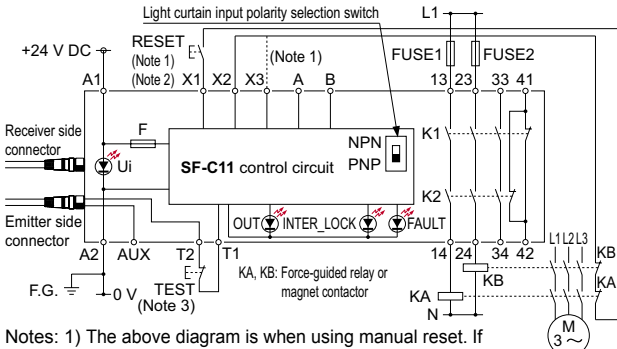 Light curtain input polarity selection switch
L1
+24 V DC
RESET
(Note 1)
(Note 2)
(Note 1)
FUSE1
FUSE2
A1
X1
X2
X3
A
B
13
23
33
41
Receiver side
connector
Ui
F
SF-C11 control circuit
NPN
PNP
K1
K2
Emitter side
connector
OUT
INTER_LOCK
FAULT
A2
AUX
T2
T1
14
24
34
42
L1
L2
L3
KB
KA
F.G.
0 V
TEST
(Note 3)
KA, KB: Force-guided relay or
magnet contactor
KB
KA
N
M
3 ~
Notes: 1) The above diagram is when using manual reset. If